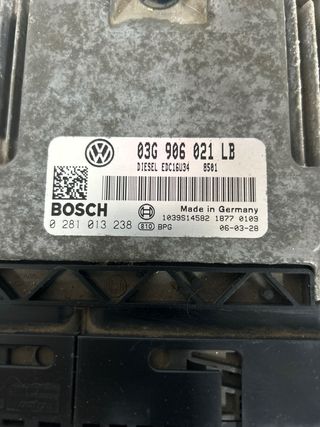 03G 906 021 LB
DIESEL EDC16U34 8501
BOSCH
Made in Germany
1039S14582 1877 0109
0 281 013 238 810 BPG 06-03-28